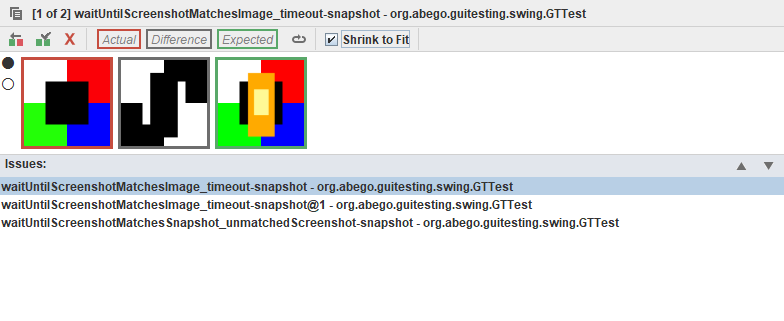 [1 of 2] waitUntilScreenshotMatchesImage_timeout-snapshot - org.abego.guitesting.swing.GTTest
X Actual Difference Expected Shrink to Fit
Issues:
waitUntilScreenshotMatchesImage_timeout-snapshot - org.abego.guitesting.swing.GTTest
waitUntilScreenshotMatchesImage_timeout-snapshot@1 - org.abego.guitesting.swing.GTTest
waitUntilScreenshotMatchesSnapshot_unmatchedScreenshot-snapshot - org.abego.guitesting.swing.GTTest